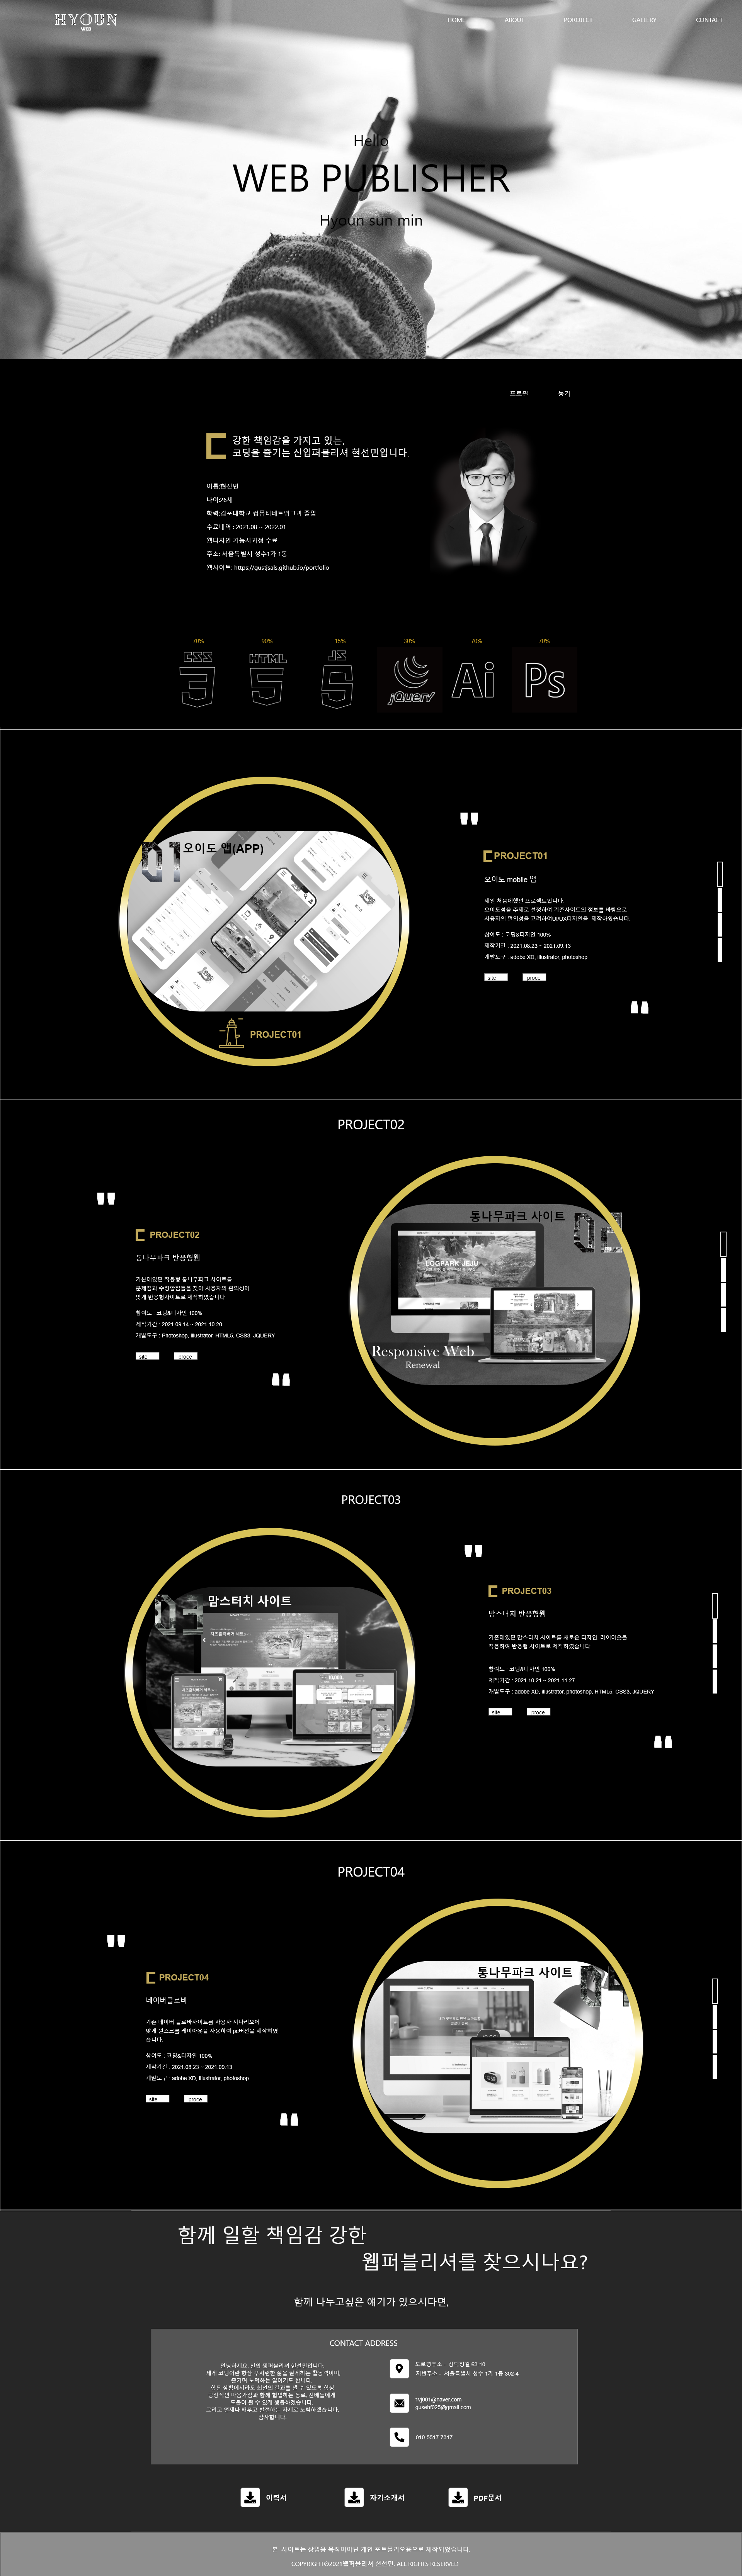 HYOUN
WEB
HOME
ABOUT
POROJECT
GALLERY
CONTACT
Hello
WEB PUBLISHER
Hyoun sun min
프로필
동기
강한 책임감을 가지고 있는,
코딩을 즐기는 신입퍼블리셔 현선민입니다.
이름:현선민
나이:26세
학력:김포대학교 컴퓨터네트워크과 졸업
수료내역 : 2021.08 ~ 2022.01
웹디자인 기능사과정 수료
주소: 서울특별시 성수1가 1동
웹사이트: https://gustjsals.github.io/portfolio
70%
90%
15%
30%
70%
70%
CSS
3
HTML
5
JS
jQuery
Ai
Ps
01
오이도 앱(APP)
PROJECT01
PROJECT01
오이도 mobile 앱
제일 처음에했던 프로젝트입니다.
오이도섬을 주제로 선정하여 기존사이트의 정보를 바탕으로
사용자의 편의성을 고려하여UI/UX디자인을 제작하였습니다.
참여도 : 코딩&디자인 100%
제작기간 : 2021.08.23 ~ 2021.09.13
개발도구 : adobe XD, illustrator, photoshop
site
proce
PROJECT02
PROJECT02
통나무파크 반응형웹
기본에있던 적응형 통나무파크 사이트를
문제점과 수정할점들을 찾아 사용자의 편의성에
맞게 반응형사이트로 제작하였습니다.
참여도 : 코딩&디자인 100%
제작기간 : 2021.09.14 ~ 2021.10.20
개발도구 : Photoshop, illustrator, HTML5, CSS3, JQUERY
site
proce
통나무파크 사이트
LOGPARK JEJU
Responsive Web
Renewal
PROJECT03
맘스터치 사이트
PROJECT03
맘스터치 반응형웹
기존에있던 맘스터치 사이트를 새로운 디자인, 레이아웃을
적용하여 반응형 사이트로 제작하였습니다
참여도 : 코딩&디자인 100%
제작기간 : 2021.10.21 ~ 2021.11.27
개발도구 : adobe XD, illustrator, photoshop, HTML5, CSS3, JQUERY
site
proce
PROJECT04
PROJECT04
네이버클로바
기존 네이버 클로바사이트를 사용자 시나리오에
맞게 원스크롤 레이아웃을 사용하여 pc버전을 제작하였
습니다.
참여도 : 코딩&디자인 100%
제작기간 : 2021.08.23 ~ 2021.09.13
개발도구 : adobe XD, illustrator, photoshop
site
proce
통나무파크 사이트
함께 일할 책임감 강한
웹퍼블리셔를 찾으시나요?
함께 나누고싶은 얘기가 있으시다면,
CONTACT ADDRESS
안녕하세요. 신입 웹퍼블리셔 현선민입니다.
제게 코딩이란 항상 부지런한 삶을 살게하는 활동력이며,
즐기며 노력하는 일이기도 합니다.
힘든 상황에서라도 최선의 결과를 낼 수 있도록 항상
긍정적인 마음가짐과 함께 협업하는 동료, 선배들에게
도움이 될 수 있게 행동하겠습니다.
그리고 언제나 배우고 발전하는 자세로 노력하겠습니다.
감사합니다.
도로명주소 - 성덕정길 63-10
지번주소 - 서울특별시 성수 1가 1동 302-4
1vj001@naver.com
gusehf025@gmail.com
010-5517-7317
이력서
자기소개서
PDF문서
본 사이트는 상업용 목적이아닌 개인 포트폴리오용으로 제작되었습니다.
COPYRIGHT©2021웹퍼블리셔 현선민. ALL RIGHTS RESERVED